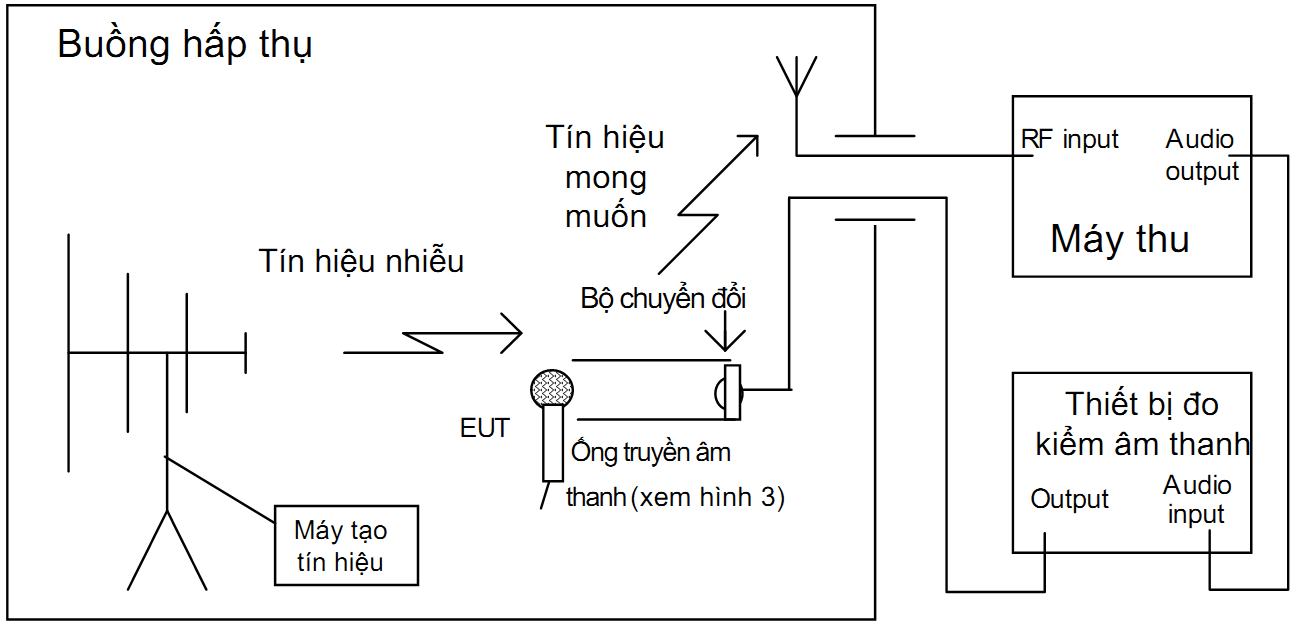 Buồng hấp thụ
Tín hiệu
mong
muốn
RF input
Audio
output
Máy thu
Tín hiệu nhiễu
Bộ chuyển đổi
EUT
Ống truyền âm
thanh (xem hình 3)
Thiết bị đo
kiểm âm thanh
Output
Audio
input
Máy tạo
tín hiệu